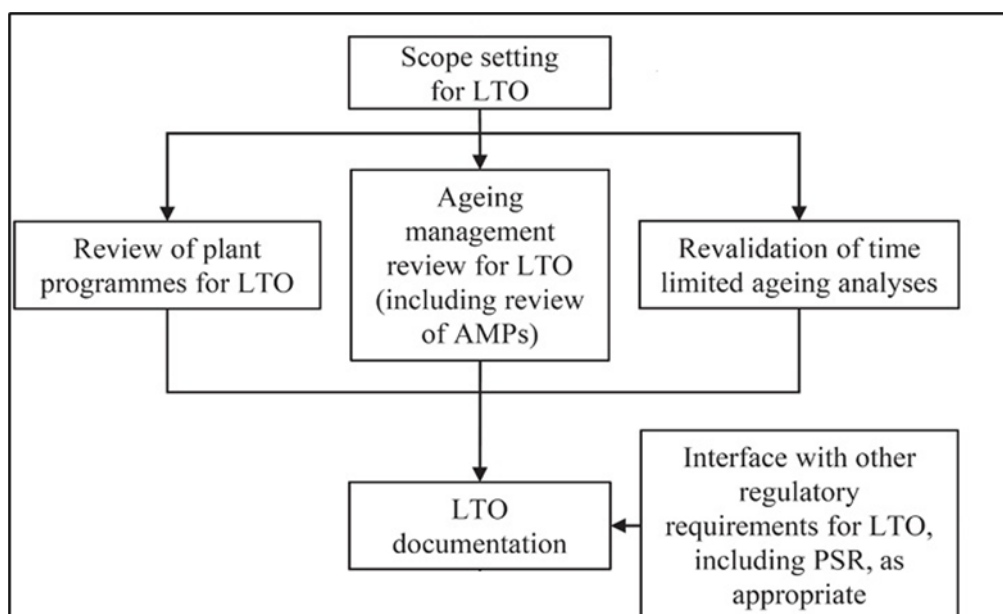 Scope setting
for LTO
Review of plant
programmes for LTO
Ageing
management
review for LTO
(including review
of AMPs)
Revalidation of time
limited ageing analyses
LTO
documentation
Interface with other
regulatory
requirements for LTO,
including PSR, as
appropriate